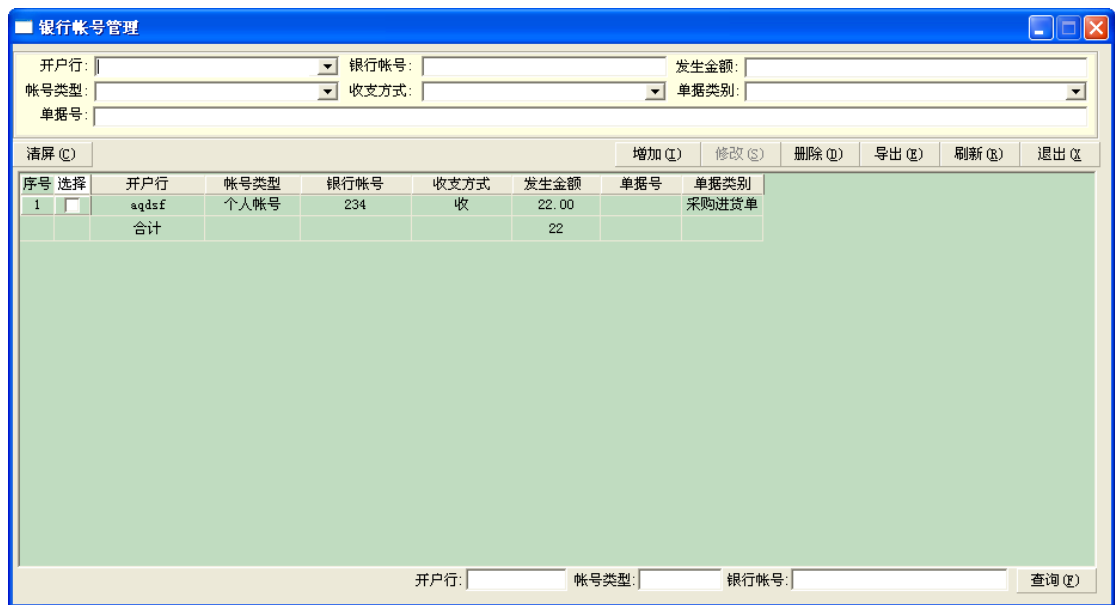 银行帐号管理
开户行: 银行帐号: 发生金额:
帐号类型: 收支方式: 单据类别:
单据号:
清屏(C) 增加(I) 修改(S) 删除(D) 导出(E) 刷新(R) 退出(X
序号 选择 开户行 帐号类型 银行帐号 收支方式 发生金额 单据号 单据类别
1 aqdsf 个人帐号 234 收 22.00 采购进货单
合计 22
开户行: 帐号类型: 银行帐号: 查询(F)